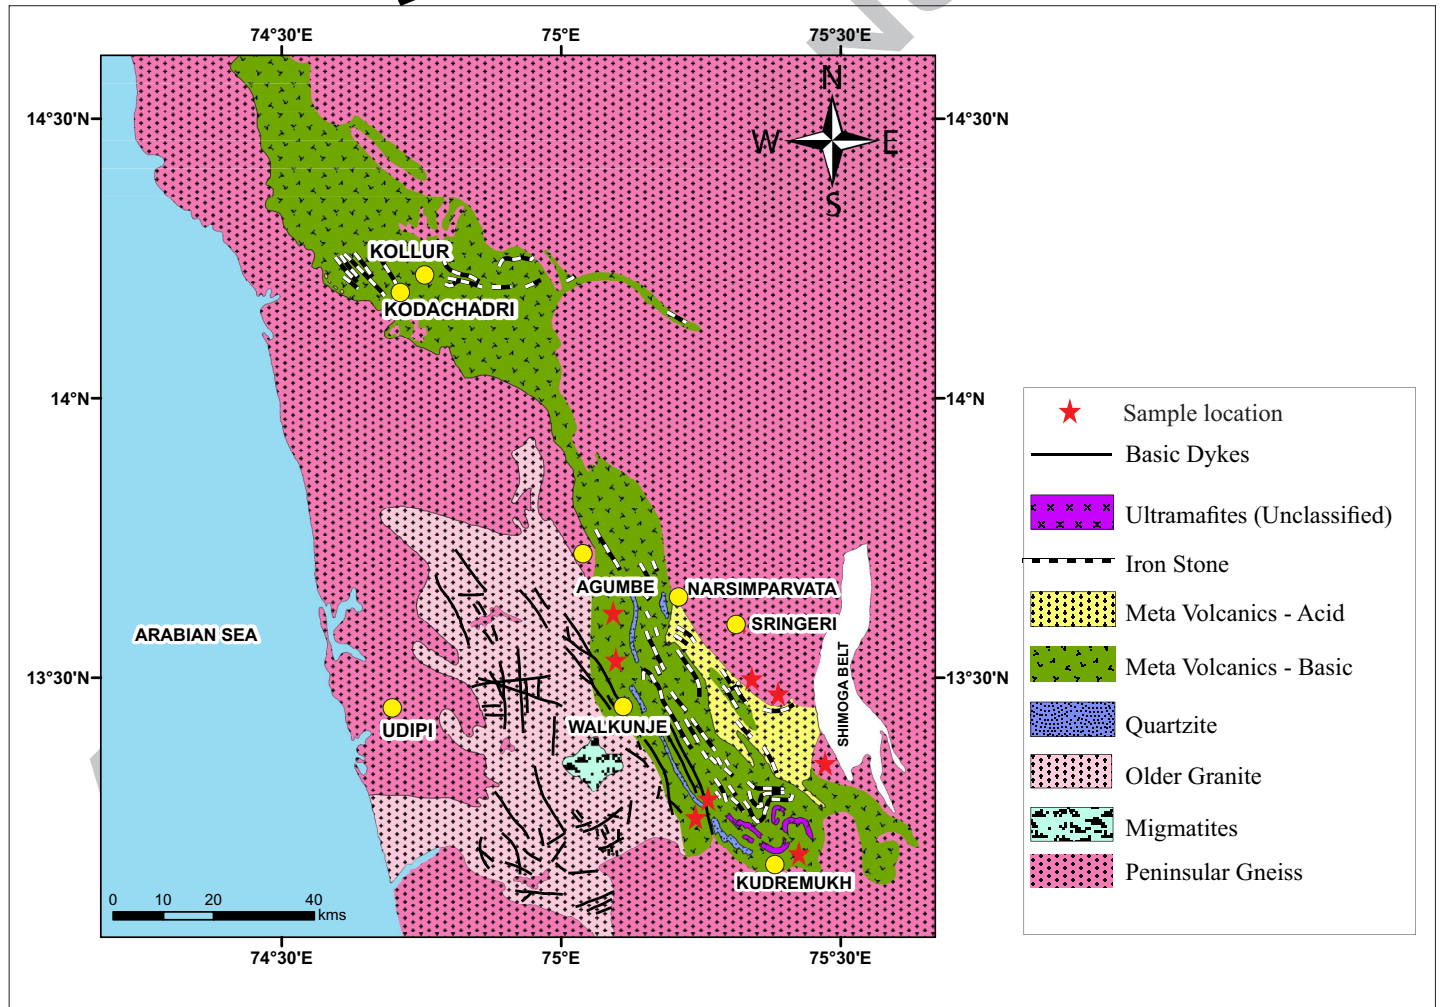 74°30'E
75°E
75°30'E
N
14°30'N
W
E
14°30'N
S
KOLLUR
KODACHADRI
14°N
14°N
AGUMBE
NARSIMPARVATA
SRINGERI
ARABIAN SEA
SHIMOGA BELT
13°30'N
13°30'N
UDIPI
WALKUNJE
KUDREMUKH
0
10
20
40
kms
74°30'E
75°E
75°30'E
Sample location
Basic Dykes
Ultramafites (Unclassified)
Iron Stone
Meta Volcanics - Acid
Meta Volcanics - Basic
Quartzite
Older Granite
Migmatites
Peninsular Gneiss